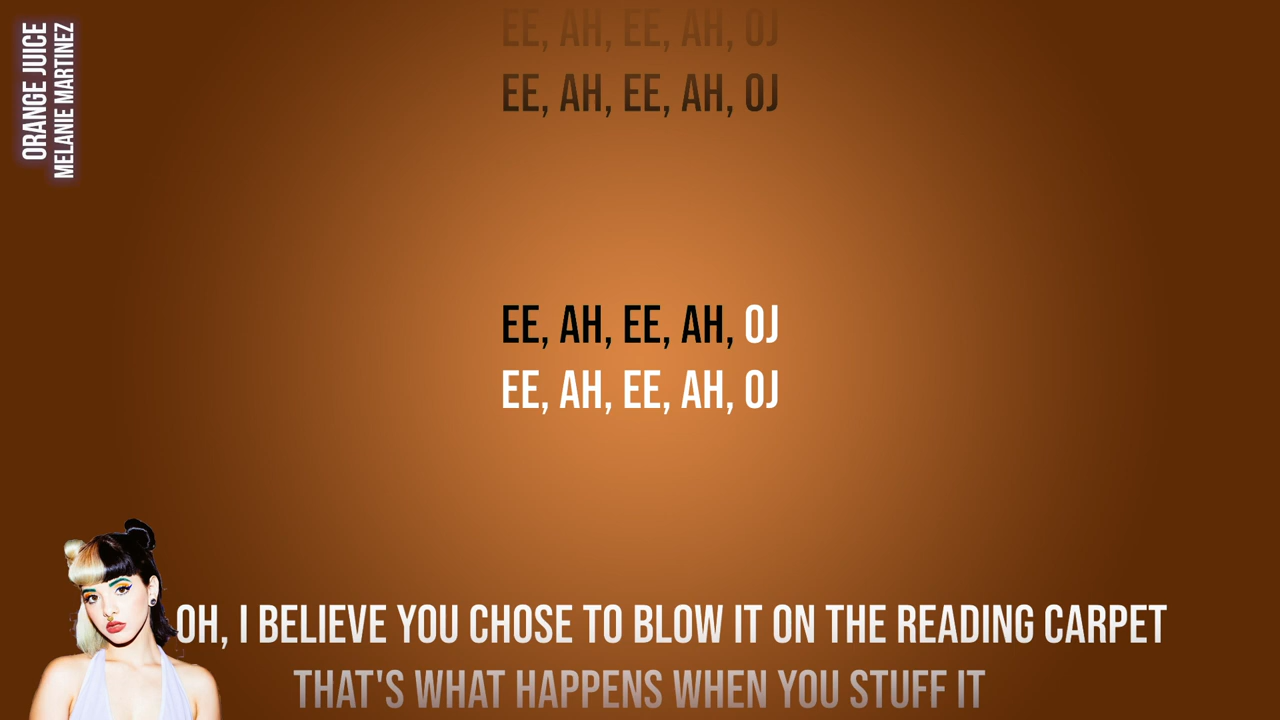 ORANGE JUICE
MELANIE MARTINEZ
EE, AH, EE, AH, OJ
EE, AH, EE, AH, OJ
EE, AH, EE, AH, OJ
EE, AH, EE, AH, OJ
OH, I BELIEVE YOU CHOSE TO BLOW IT ON THE READING CARPET
THAT'S WHAT HAPPENS WHEN YOU STUFF IT